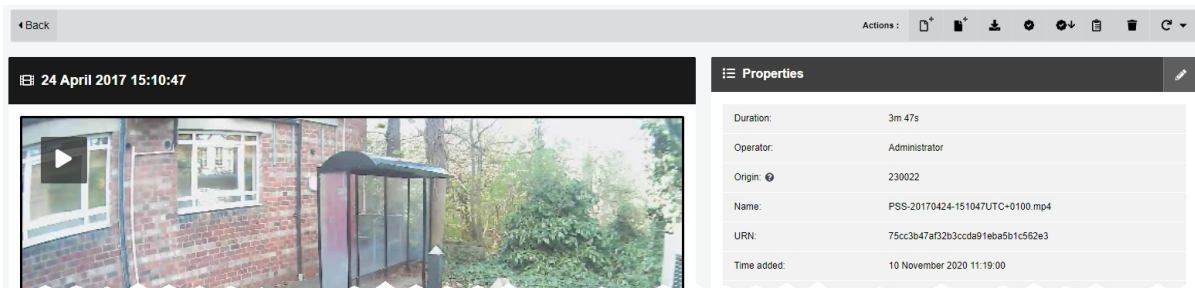 Back
Actions :
24 April 2017 15:10:47
Properties
Duration: 3m 47s
Operator: Administrator
Origin: 230022
Name: PSS-20170424-151047UTC+0100.mp4
URN: 75cc3b47af32b3ccda91eba5b1c562e3
Time added: 10 November 2020 11:19:00